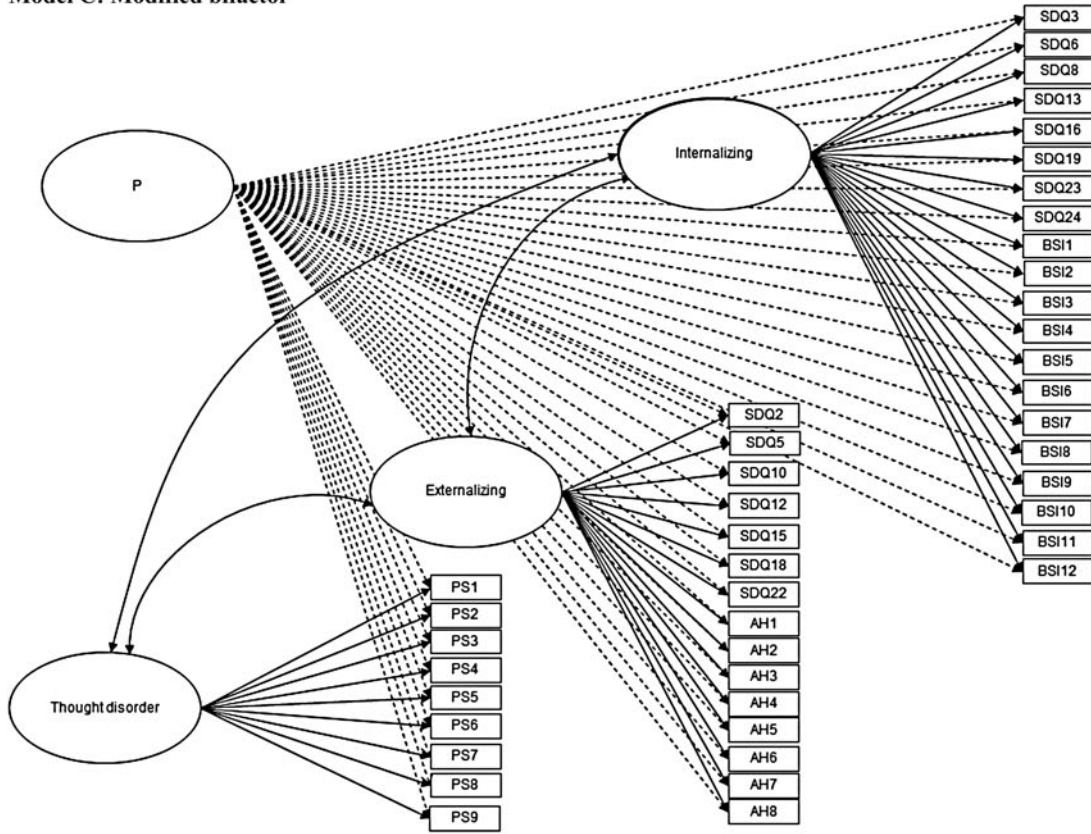 Model C: Modified bifactor
P
Internalizing
Externalizing
Thought disorder
SDQ3
SDQ6
SDQ8
SDQ13
SDQ16
SDQ19
SDQ23
SDQ24
BSI1
BSI2
BSI3
BSI4
BSI5
BSI6
BSI7
BSI8
BSI9
BSI10
BSI11
BSI12
SDQ2
SDQ5
SDQ10
SDQ12
SDQ15
SDQ18
SDQ22
AH1
AH2
AH3
AH4
AH5
AH6
AH7
AH8
PS1
PS2
PS3
PS4
PS5
PS6
PS7
PS8
PS9